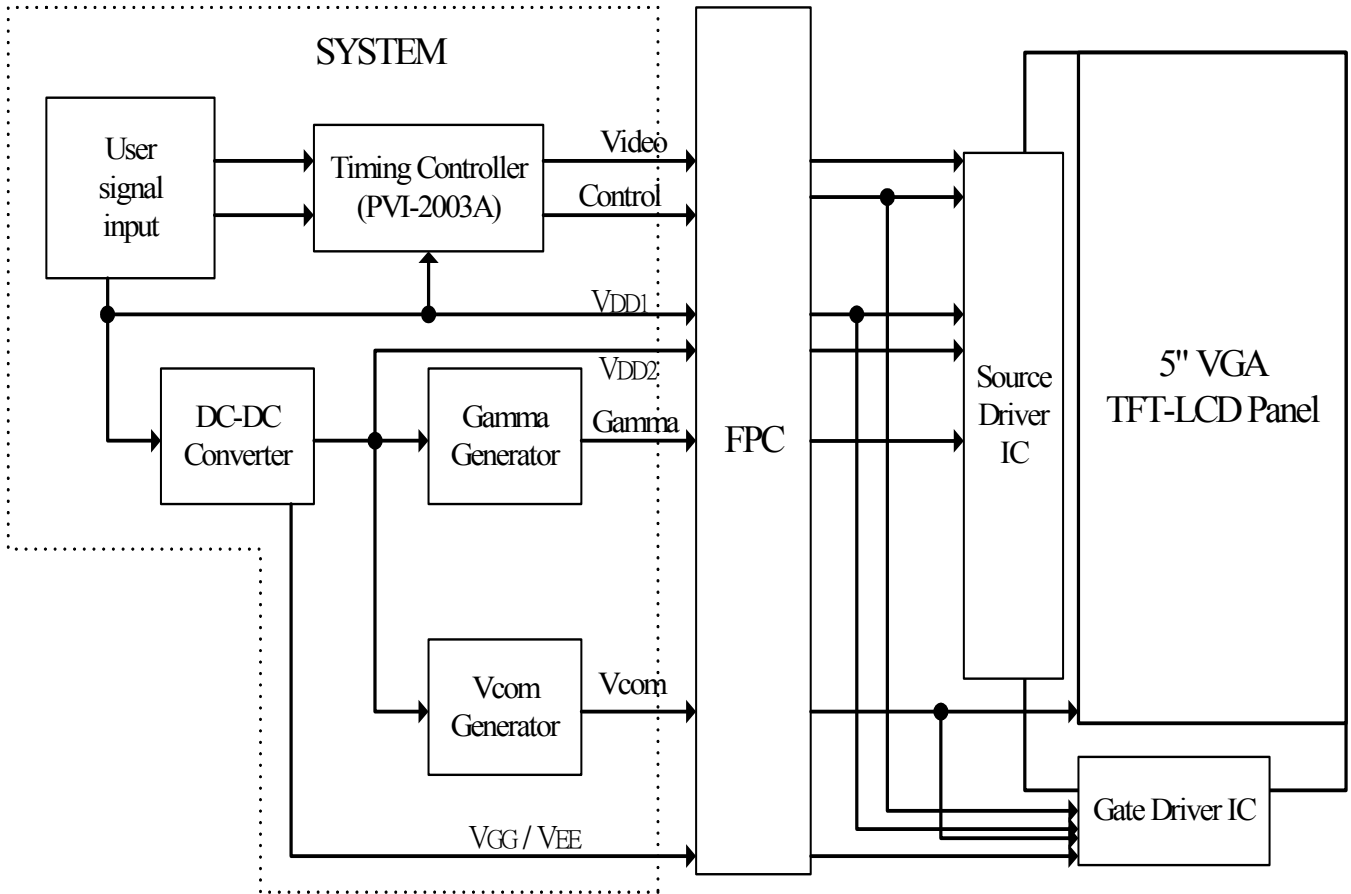 SYSTEM
User
signal
input
Timing Controller
(PVI-2003A)
Video
Control
VDD1
VDD2
DC-DC
Converter
Gamma
Generator
Gamma
FPC
Source
Driver
IC
5" VGA
TFT-LCD Panel
Vcom
Generator
Vcom
VGG / VEE
Gate Driver IC